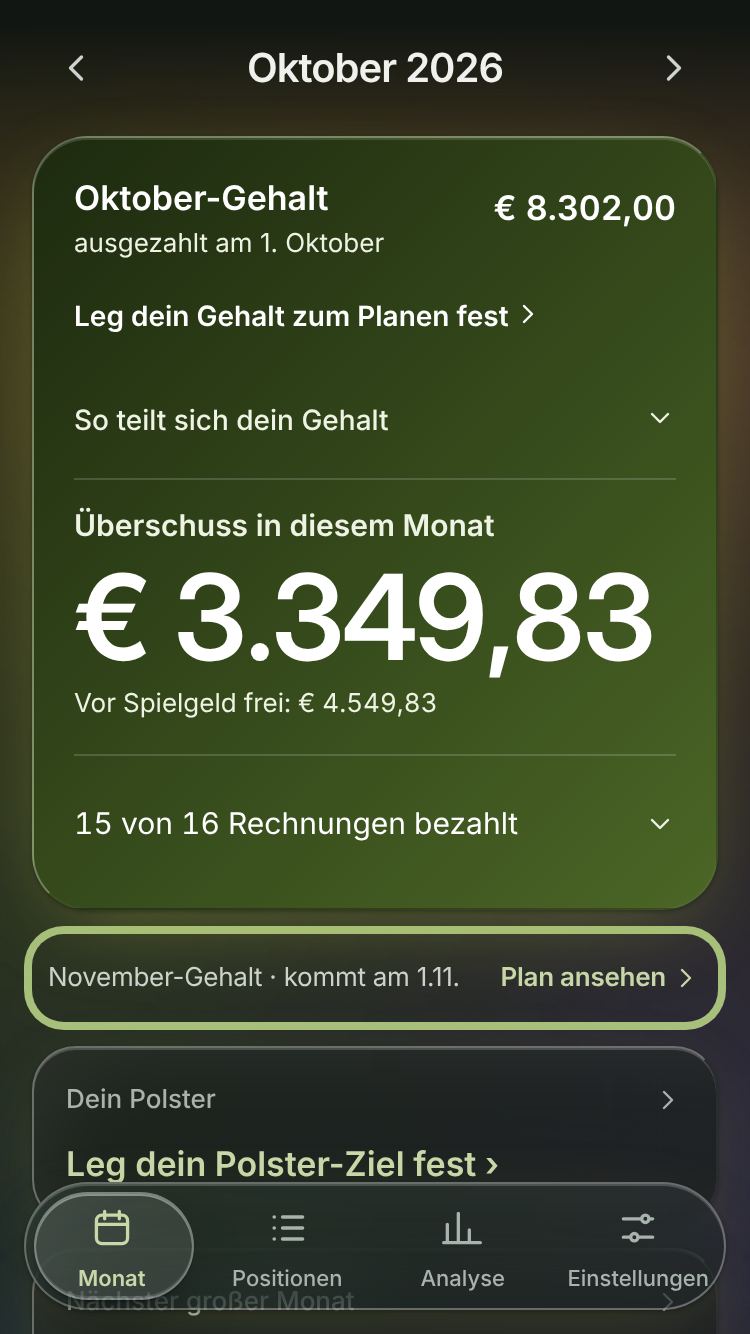 Oktober 2026
Oktober-Gehalt
€ 8.302,00
ausgezahlt am 1. Oktober
Leg dein Gehalt zum Planen fest
So teilt sich dein Gehalt
Überschuss in diesem Monat
€ 3.349,83
Vor Spielgeld frei: € 4.549,83
15 von 16 Rechnungen bezahlt
November-Gehalt · kommt am 1.11. Plan ansehen
Dein Polster
Leg dein Polster-Ziel fest ›
Monat Positionen Analyse Einstellungen
Nächster großer Monat